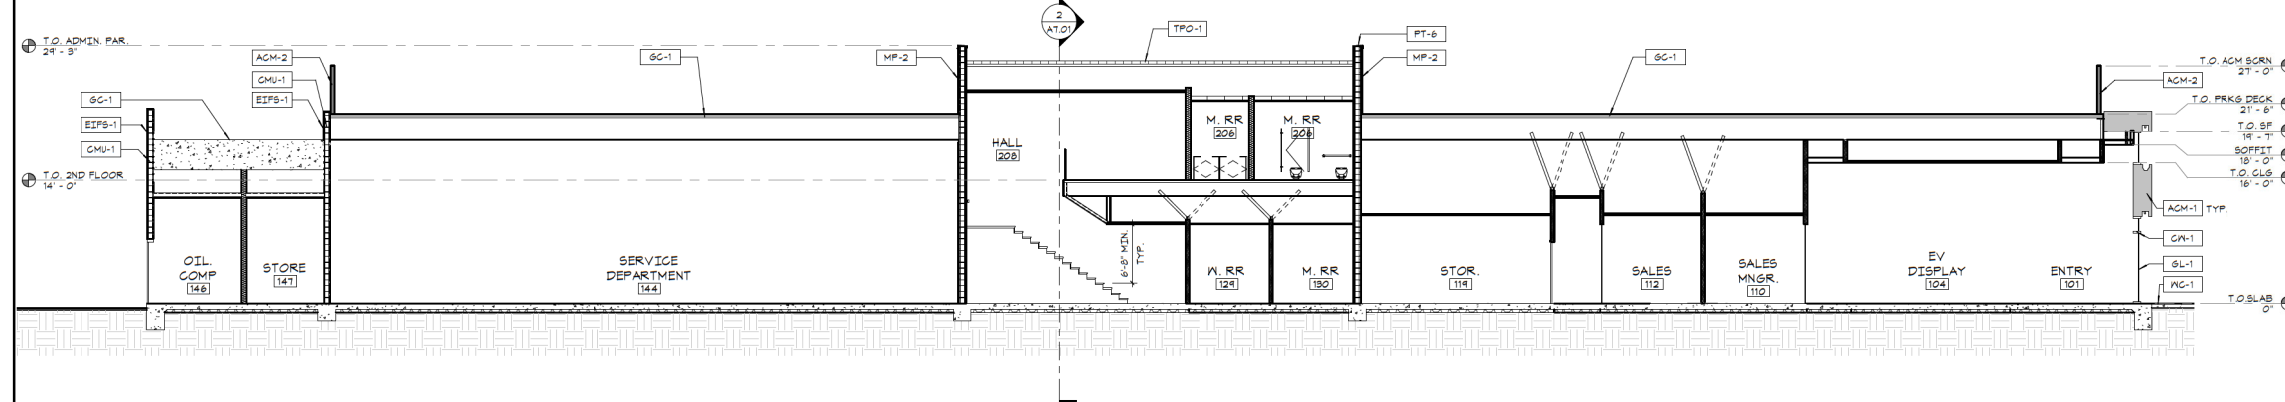 2
A7.01
T.O. ADMIN. PAR.
29' - 3"
ACM-2
CMU-1
EIFS-1
GC-1
EIFS-1
CMU-1
T.O. 2ND FLOOR
14' - 0"
GC-1
MP-2
TPO-1
PT-6
MP-2
GC-1
T.O. ACM SCRN
27' - 0"
ACM-2
T.O. PRKG DECK
21' - 6"
T.O. SF
19' - 7"
SOFFIT
18' - 0"
T.O. CLG
16' - 0"
ACM-1 TYP.
CW-1
GL-1
WC-1
T.O.SLAB
0"
HALL
208
M. RR
206
M. RR
206
6'-8" MIN.
TYP.
OIL.
COMP
146
STORE
147
SERVICE
DEPARTMENT
144
W. RR
129
M. RR
130
STOR.
119
SALES
112
SALES
MNGR.
110
EV
DISPLAY
104
ENTRY
101